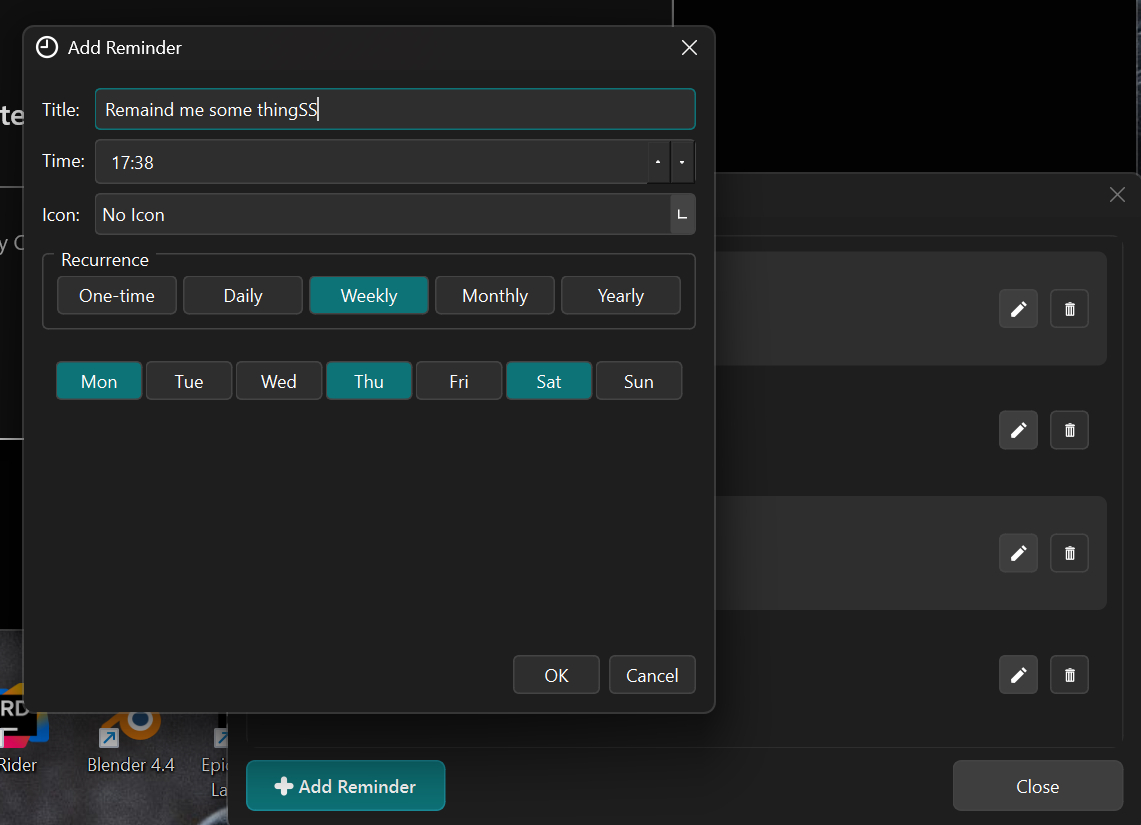 Add Reminder
Title: Remaind me some thingSS
Time: 17:38
Icon: No Icon
Recurrence
One-time Daily Weekly Monthly Yearly
Mon Tue Wed Thu Fri Sat Sun
OK Cancel
te
y
RD
Rider
Blender 4.4
Epic
La
Add Reminder
Close